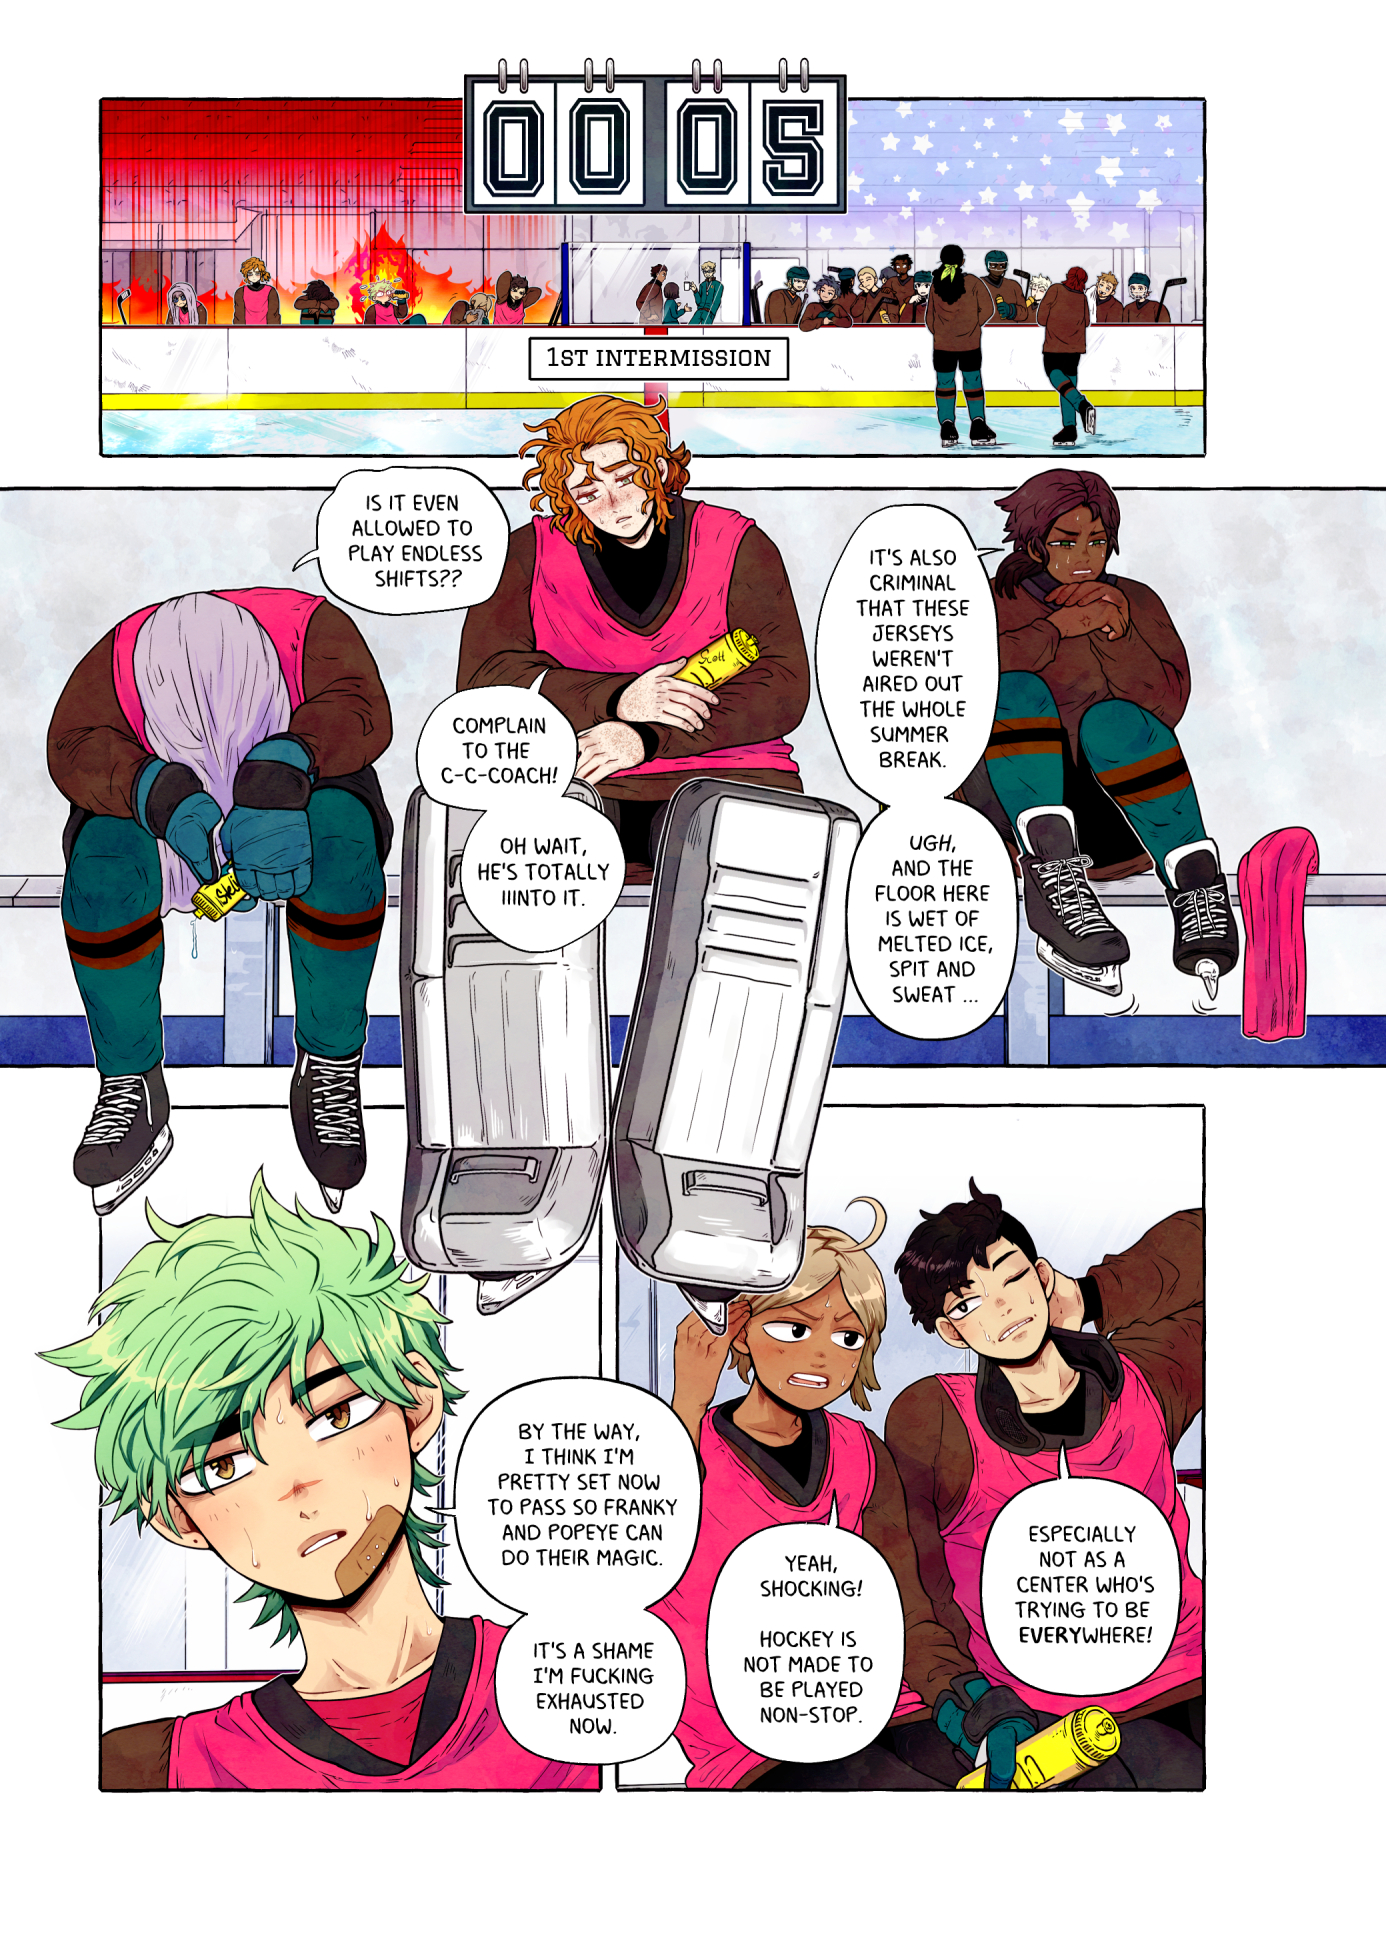 00 05
1ST INTERMISSION
IS IT EVEN
ALLOWED TO
PLAY ENDLESS
SHIFTS??
COMPLAIN
TO THE
C-C-COACH!
OH WAIT,
HE'S TOTALLY
IIINTO IT.
Scott
IT'S ALSO
CRIMINAL
THAT THESE
JERSEYS
WEREN'T
AIRED OUT
THE WHOLE
SUMMER
BREAK.
UGH,
AND THE
FLOOR HERE
IS WET OF
MELTED ICE,
SPIT AND
SWEAT ...
BY THE WAY,
I THINK I'M
PRETTY SET NOW
TO PASS SO FRANKY
AND POPEYE CAN
DO THEIR MAGIC.
IT'S A SHAME
I'M FUCKING
EXHAUSTED
NOW.
YEAH,
SHOCKING!
HOCKEY IS
NOT MADE TO
BE PLAYED
NON-STOP.
ESPECIALLY
NOT AS A
CENTER WHO'S
TRYING TO BE
EVERYWHERE!